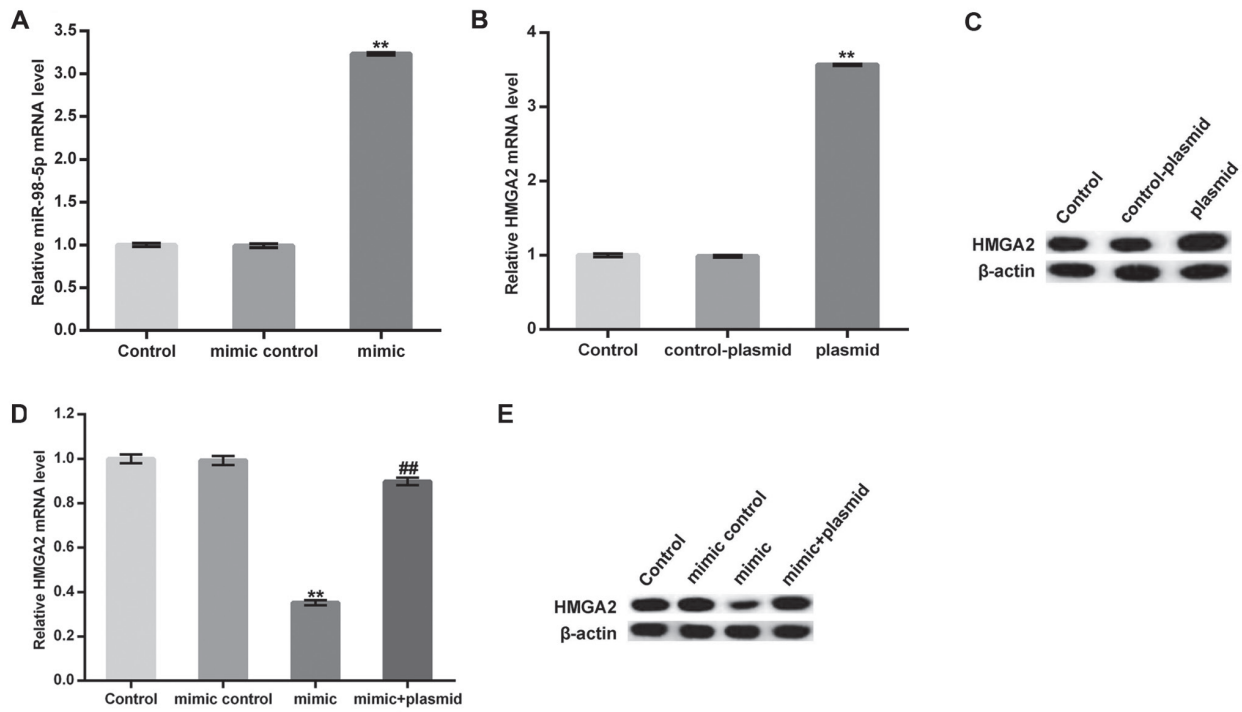 A
Relative miR-98-5p mRNA level
3.5
3.0
2.5
2.0
1.5
1.0
0.5
0.0
**
Control
mimic control
mimic
B
Relative HMGA2 mRNA level
4
3
2
1
0
**
Control
control-plasmid
plasmid
C
Control
control-plasmid
plasmid
HMGA2
β-actin
D
Relative HMGA2 mRNA level
1.2
1.0
0.8
0.6
0.4
0.2
0.0
**
##
Control
mimic control
mimic
mimic+plasmid
E
Control
mimic control
mimic
mimic+plasmid
HMGA2
β-actin